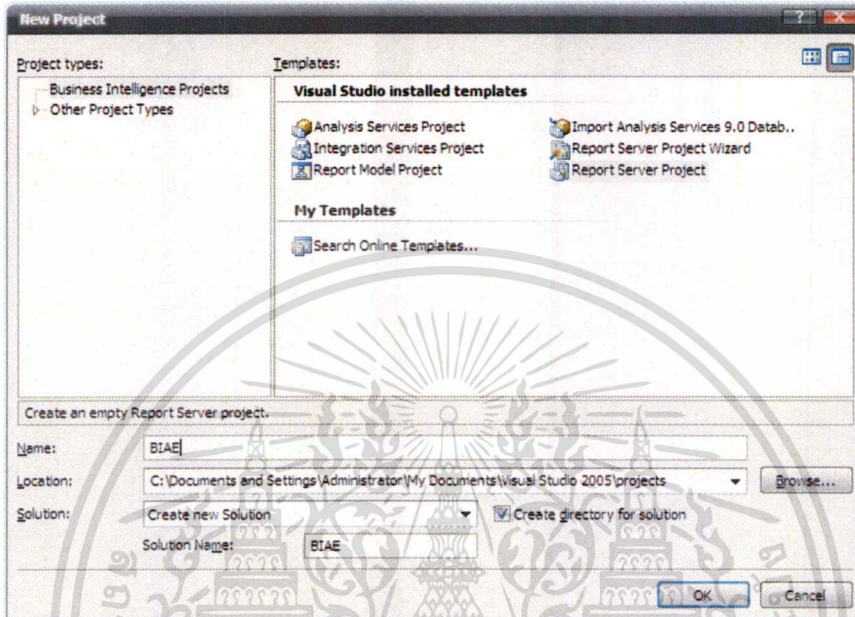 New Project
Project types:
Templates:
Business Intelligence Projects
Other Project Types
Visual Studio installed templates
Analysis Services Project
Import Analysis Services 9.0 Datab..
Integration Services Project
Report Server Project Wizard
Report Model Project
Report Server Project
My Templates
Search Online Templates...
Create an empty Report Server project.
Name:
BIAE
Location:
C:\Documents and Settings\Administrator\My Documents\Visual Studio 2005\projects
Browse...
Solution:
Create new Solution
Create directory for solution
Solution Name:
BIAE
OK
Cancel